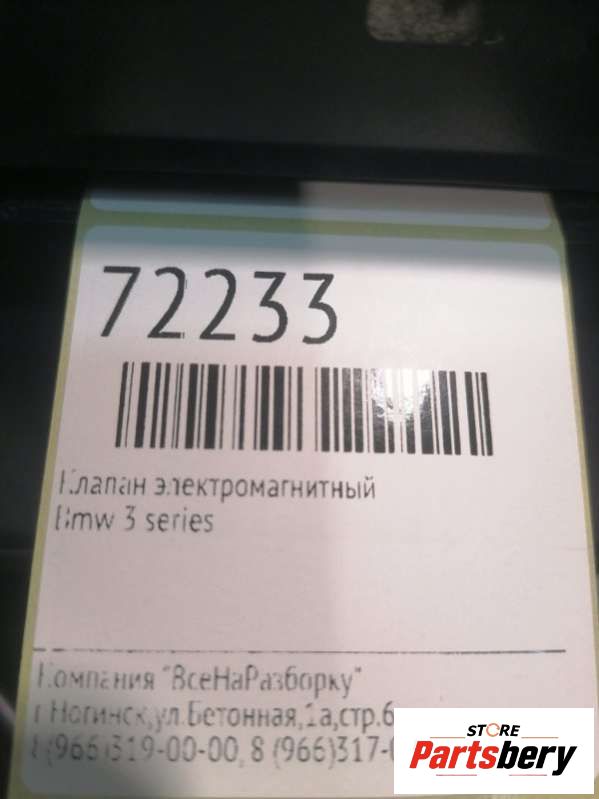 72233
Клапан электромагнитный
Bmw 3 series
Компания "ВсеНаРазборку"
г Ногинск,ул.Бетонная,2а,стр.6
8 (966)319-00-00, 8 (966)317-
STORE
Partsbery